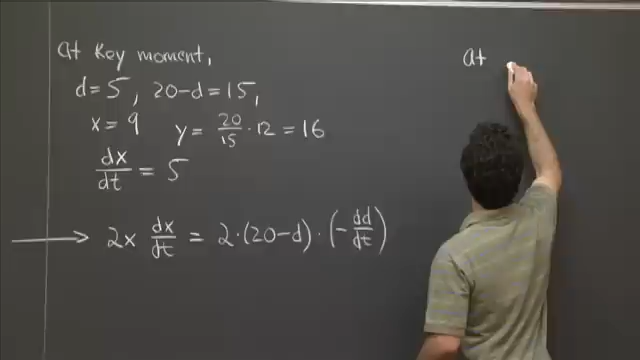 At key moment,
d = 5, 20-d = 15,
x = 9 y = 20/15 · 12 = 16
dx/dt = 5
→ 2x dx/dt = 2·(20-d)·(-dd/dt)
At